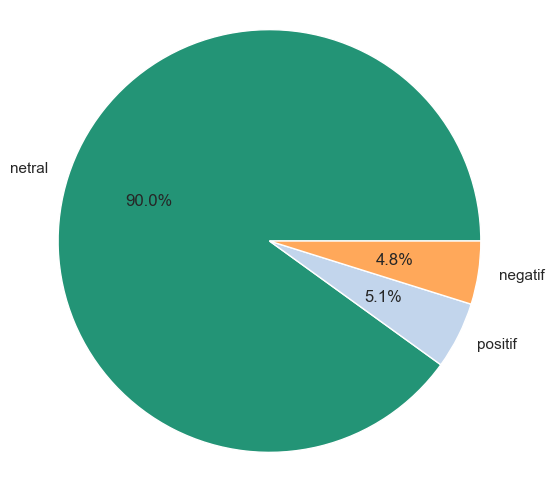 netral
90.0%
4.8%
negatif
5.1%
positif